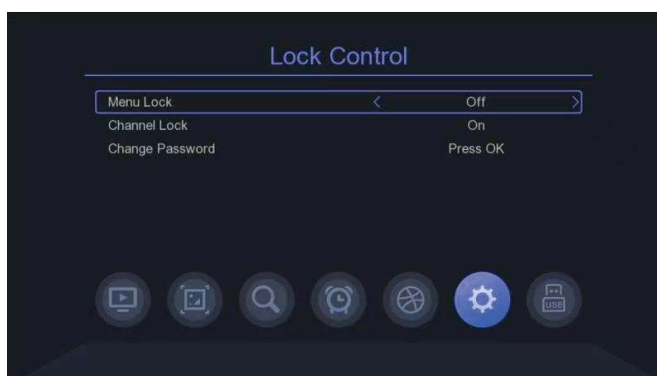 Lock Control
Menu Lock < Off >
Channel Lock On
Change Password Press OK
USB